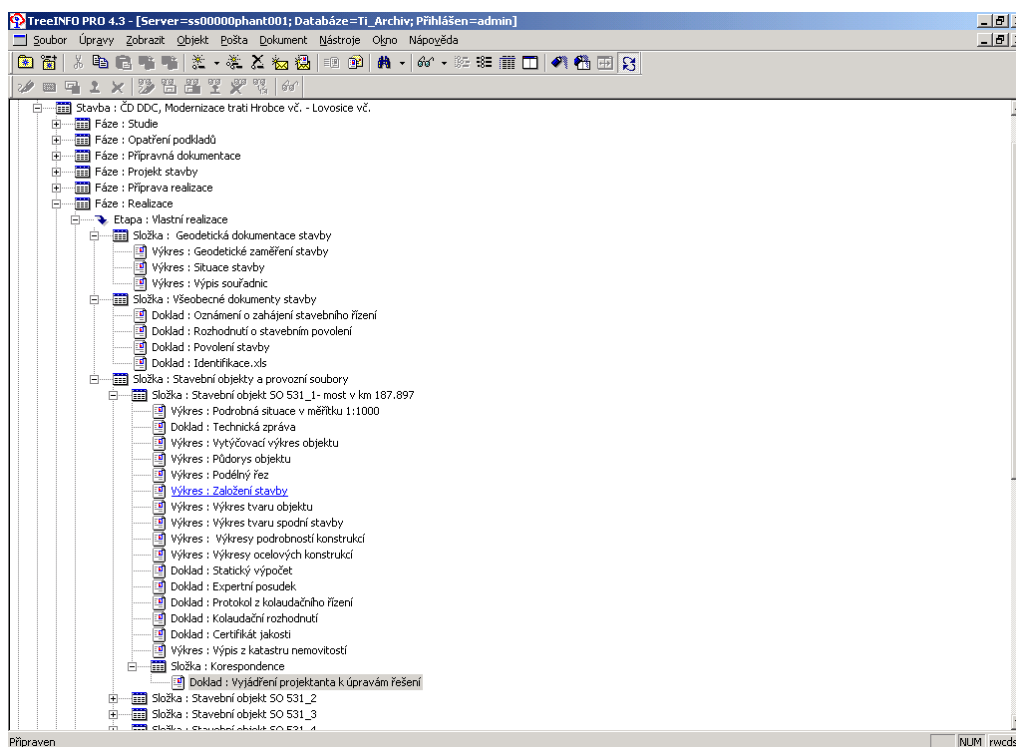 TreeINFO PRO 4.3 - [Server=ss00000phant001; Databáze=Ti_Archiv; Přihlášen=admin]
Soubor Úpravy Zobrazit Objekt Pošta Dokument Nástroje Okno Nápověda
Stavba : ČD DDC, Modernizace trati Hrobce vč. - Lovosice vč.
Fáze : Studie
Fáze : Opatření podkladů
Fáze : Přípravná dokumentace
Fáze : Projekt stavby
Fáze : Příprava realizace
Fáze : Realizace
Etapa : Vlastní realizace
Složka : Geodetická dokumentace stavby
Výkres : Geodetické zaměření stavby
Výkres : Situace stavby
Výkres : Výpis souřadnic
Složka : Všeobecné dokumenty stavby
Doklad : Oznámení o zahájení stavebního řízení
Doklad : Rozhodnutí o stavebním povolení
Doklad : Povolení stavby
Doklad : Identifikace.xls
Složka : Stavební objekty a provozní soubory
Složka : Stavební objekt SO 531_1- most v km 187.897
Výkres : Podrobná situace v měřítku 1:1000
Doklad : Technická zpráva
Výkres : Vytýčovací výkres objektu
Výkres : Půdorys objektu
Výkres : Podélný řez
Výkres : Založení stavby
Výkres : Výkres tvaru objektu
Výkres : Výkres tvaru spodní stavby
Výkres : Výkresy podrobností konstrukcí
Výkres : Výkresy ocelových konstrukcí
Doklad : Statický výpočet
Doklad : Expertní posudek
Doklad : Protokol z kolaudačního řízení
Doklad : Kolaudační rozhodnutí
Doklad : Certifikát jakosti
Výkres : Výpis z katastru nemovitostí
Složka : Korespondence
Doklad : Vyjádření projektanta k úpravám řešení
Složka : Stavební objekt SO 531_2
Složka : Stavební objekt SO 531_3
Složka : Stavební objekt SO 531_4
Připraven NUM rwcds